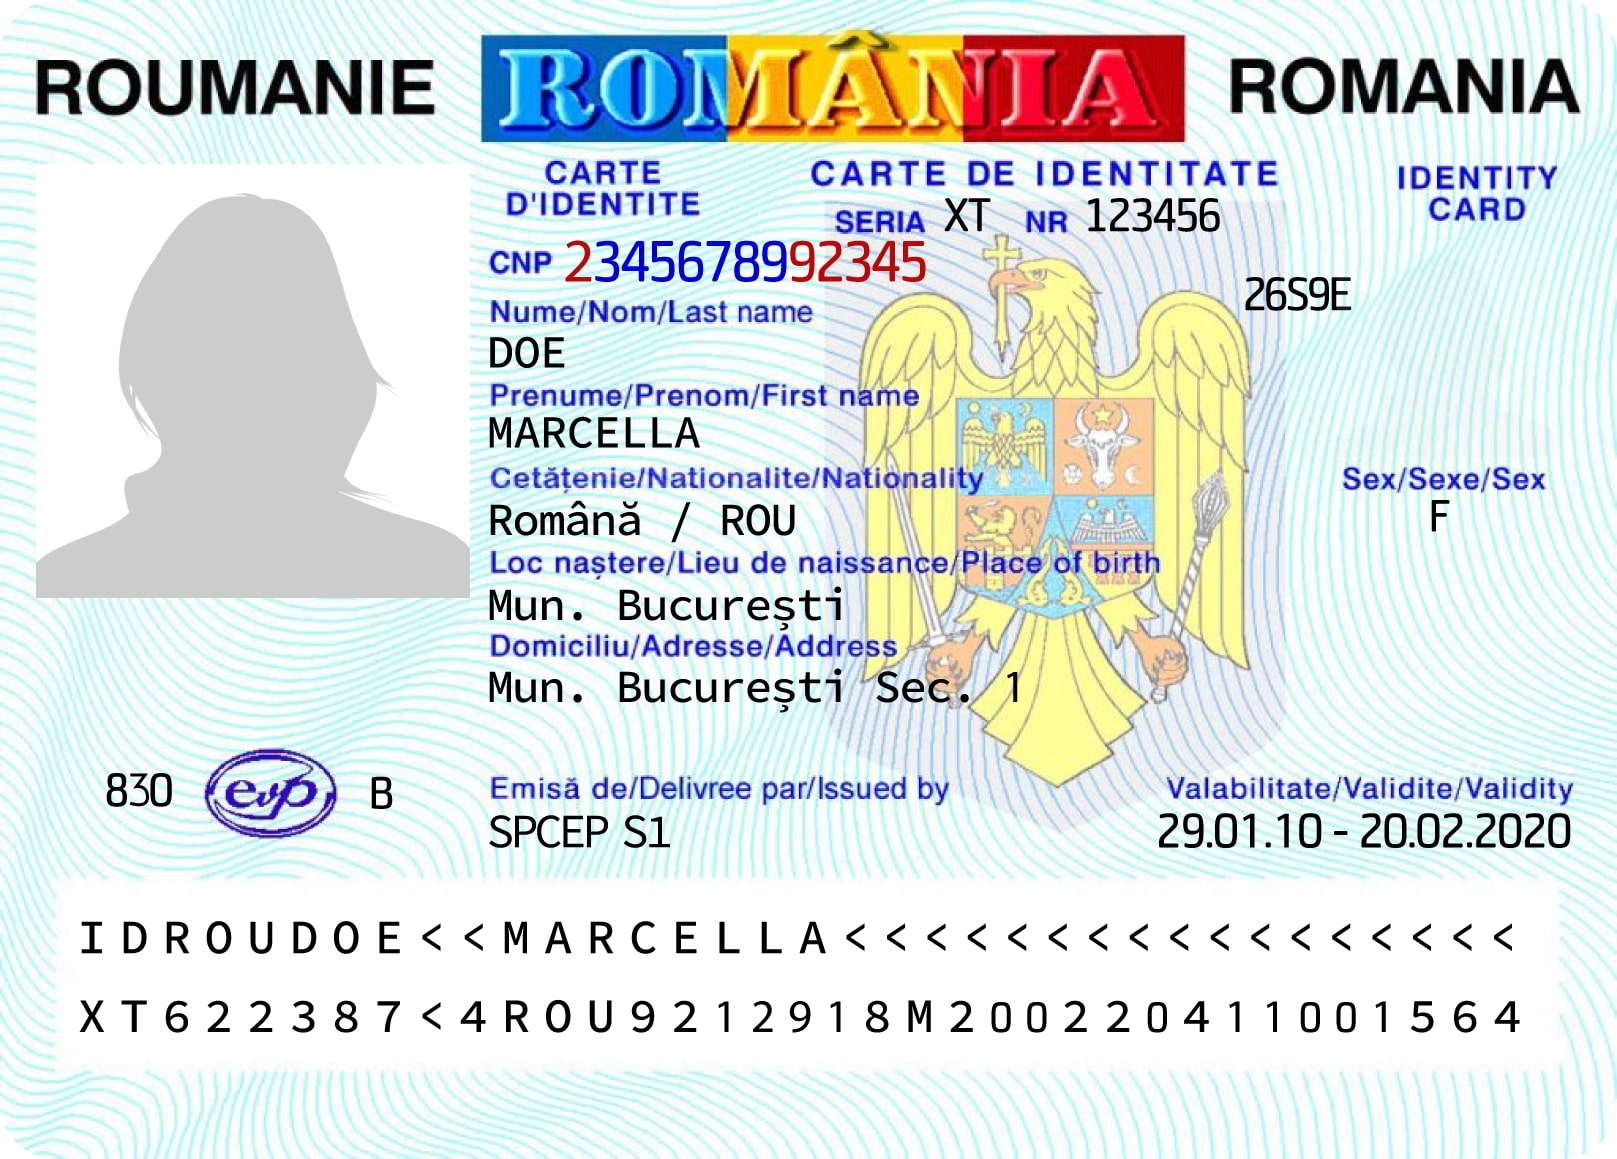 ROUMANIE ROMÂNIA ROMANIA
CARTE D'IDENTITE
CARTE DE IDENTITATE
IDENTITY CARD
SERIA XT NR 123456
CNP 2345678992345
26S9E
Nume/Nom/Last name
DOE
Prenume/Prenom/First name
MARCELLA
Cetățenie/Nationalite/Nationality
Română / ROU
Sex/Sexe/Sex
F
Loc naștere/Lieu de naissance/Place of birth
Mun. București
Domiciliu/Adresse/Address
Mun. București Sec. 1
830 evp B
Emisă de/Delivree par/Issued by
SPCEP S1
Valabilitate/Validite/Validity
29.01.10 - 20.02.2020
IDROUDOE<<MARCELLA<<<<<<<<<<<<<<<<<
XT622387<4ROU9212918M200220411001564